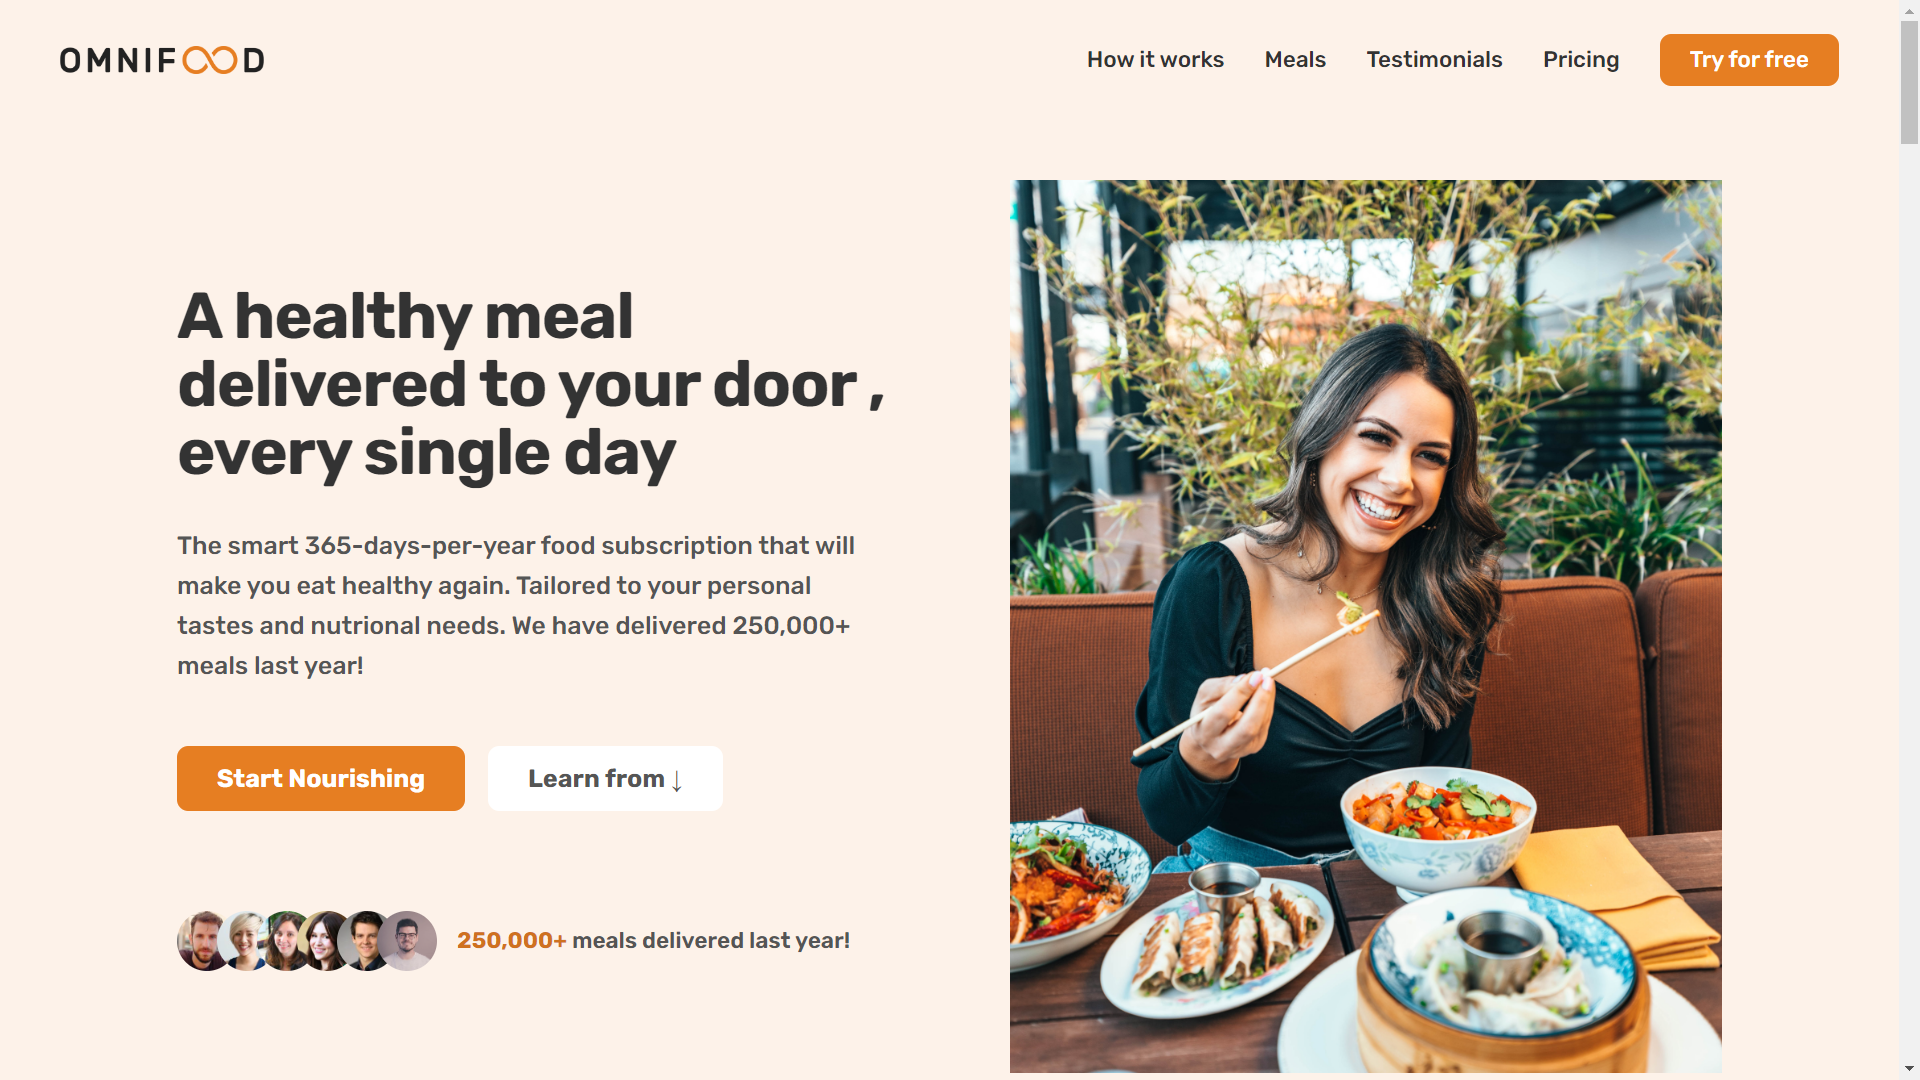 OMNIFOOD
How it works
Meals
Testimonials
Pricing
Try for free
A healthy meal
delivered to your door ,
every single day
The smart 365-days-per-year food subscription that will
make you eat healthy again. Tailored to your personal
tastes and nutrional needs. We have delivered 250,000+
meals last year!
Start Nourishing
Learn from ↓
250,000+ meals delivered last year!